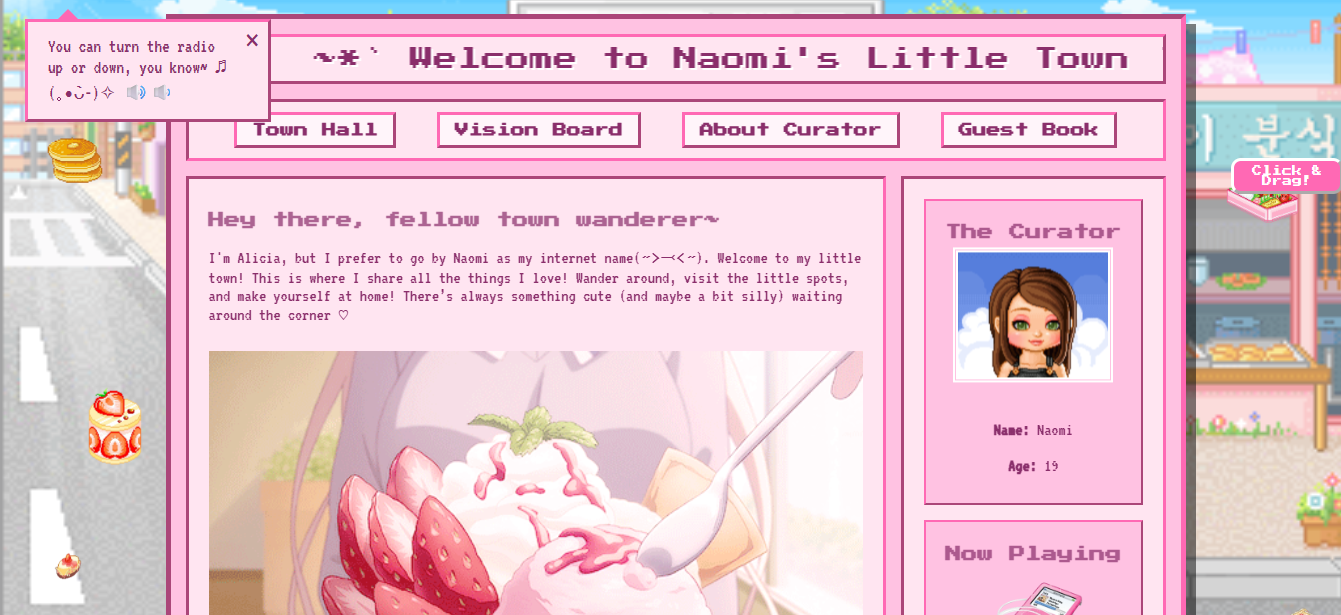 You can turn the radio
up or down, you know~ ♫
(｡●ᴗ̃-)✧ 🔊 🔉
×
~*` Welcome to Naomi's Little Town
Town Hall
Vision Board
About Curator
Guest Book
이 분식
Click &
Drag!
Hey there, fellow town wanderer~
I'm Alicia, but I prefer to go by Naomi as my internet name(~>⤙<~). Welcome to my little
town! This is where I share all the things I love! Wander around, visit the little spots,
and make yourself at home! There's always something cute (and maybe a bit silly) waiting
around the corner ♡
The Curator
Name: Naomi
Age: 19
Now Playing